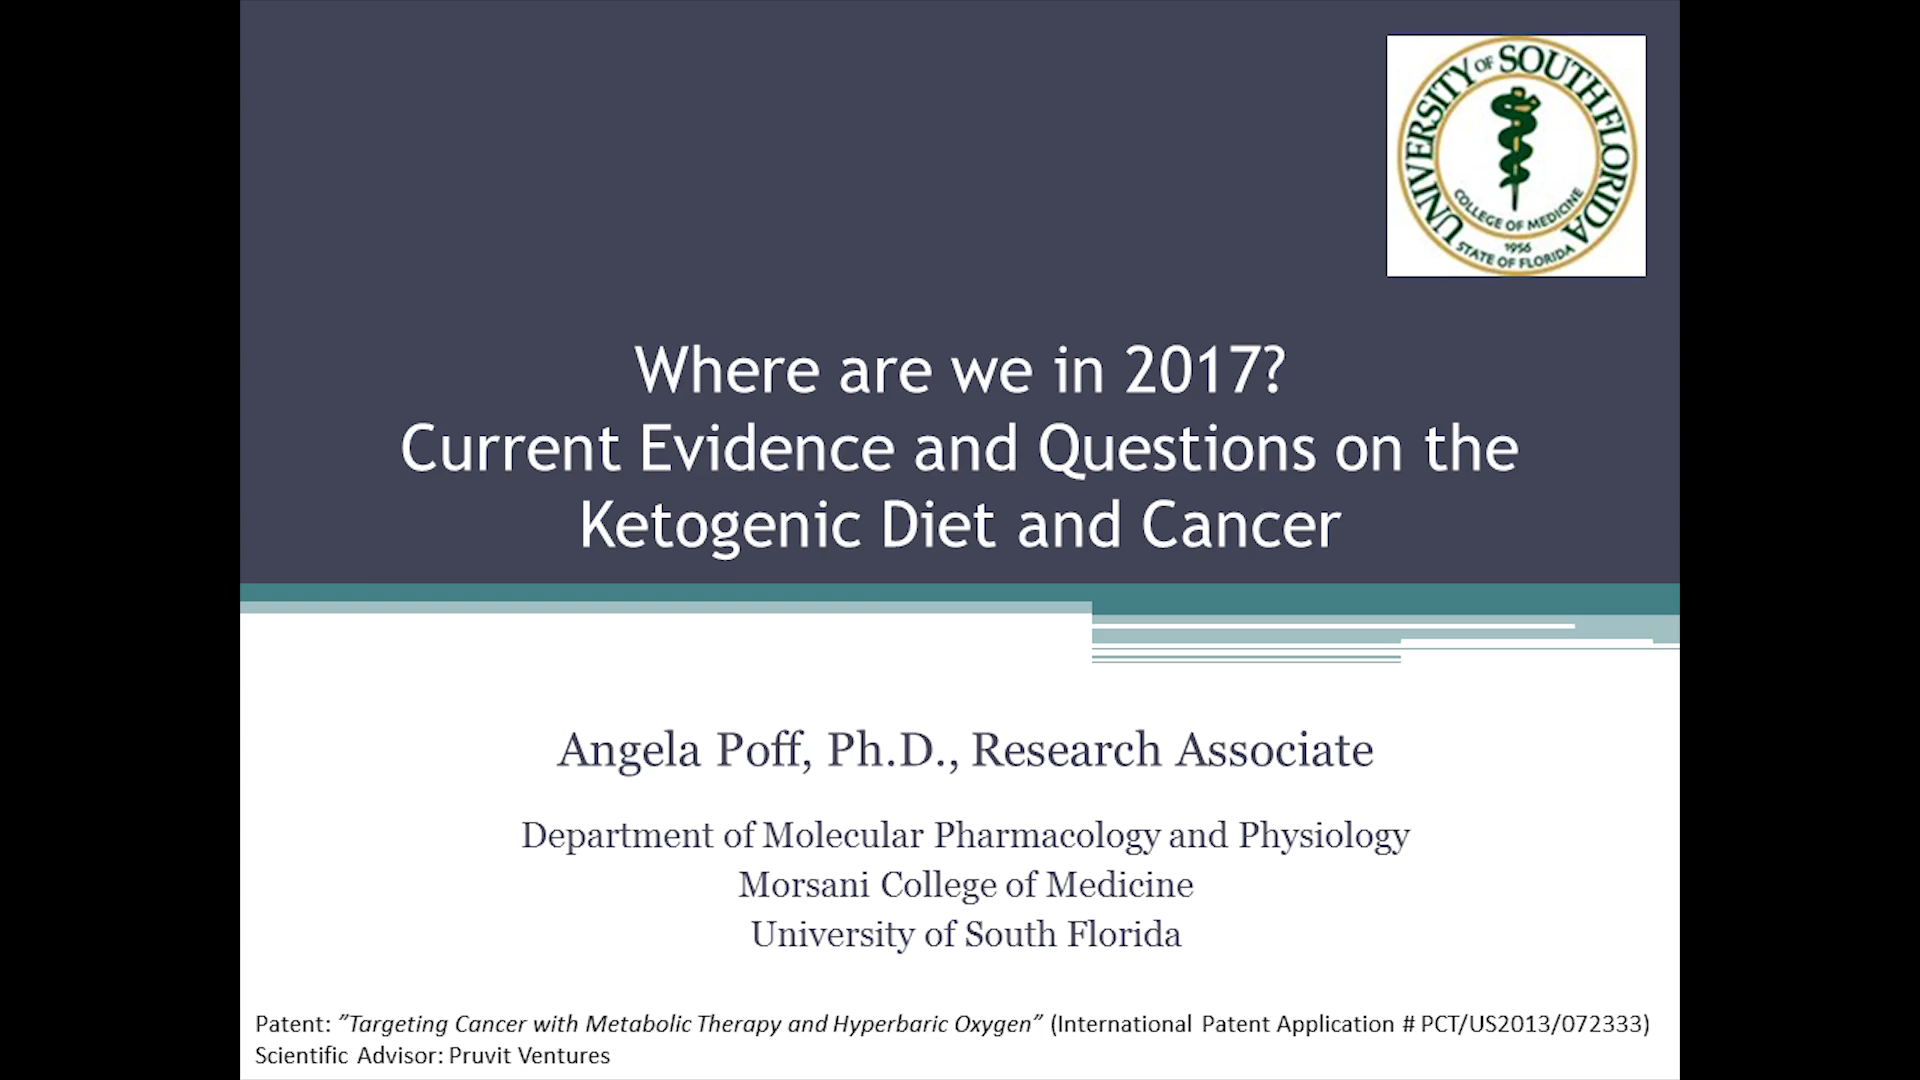 UNIVERSITY OF SOUTH FLORIDA
COLLEGE OF MEDICINE
1956
STATE OF FLORIDA
Where are we in 2017?
Current Evidence and Questions on the
Ketogenic Diet and Cancer
Angela Poff, Ph.D., Research Associate
Department of Molecular Pharmacology and Physiology
Morsani College of Medicine
University of South Florida
Patent: ”Targeting Cancer with Metabolic Therapy and Hyperbaric Oxygen” (International Patent Application # PCT/US2013/072333)
Scientific Advisor: Pruvit Ventures